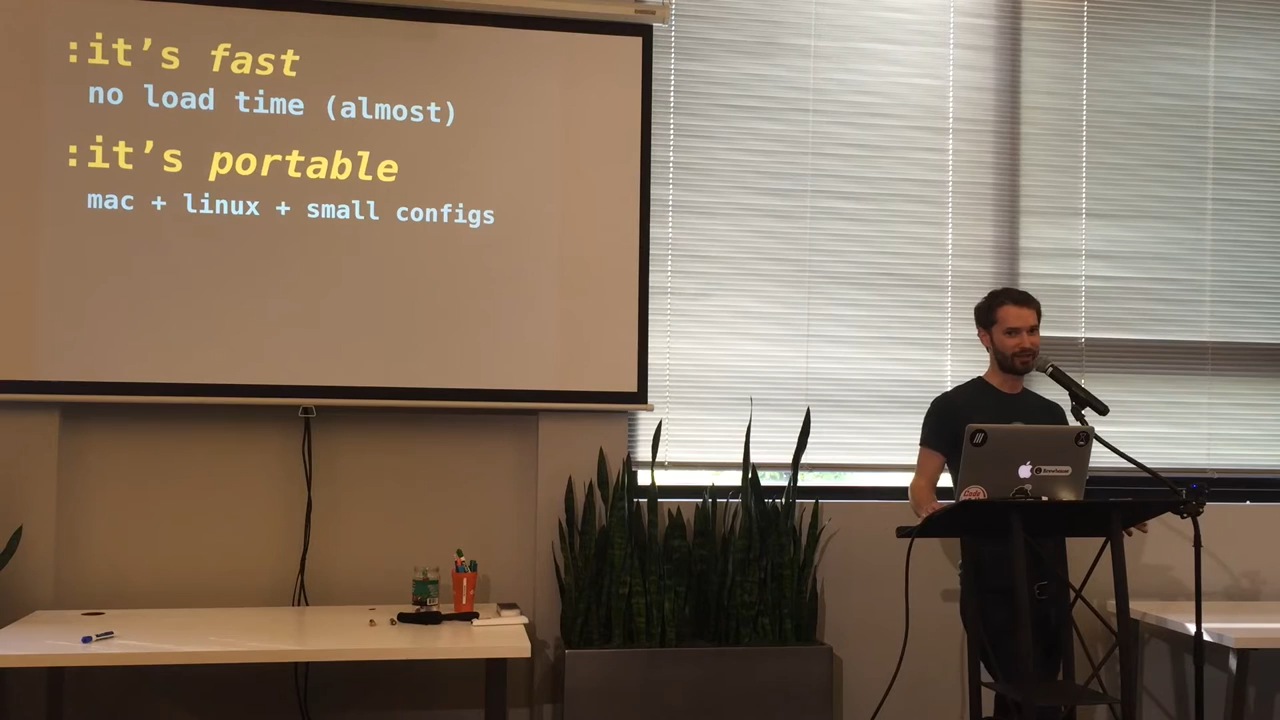 :it’s fast
no load time (almost)
:it’s portable
mac + linux + small configs